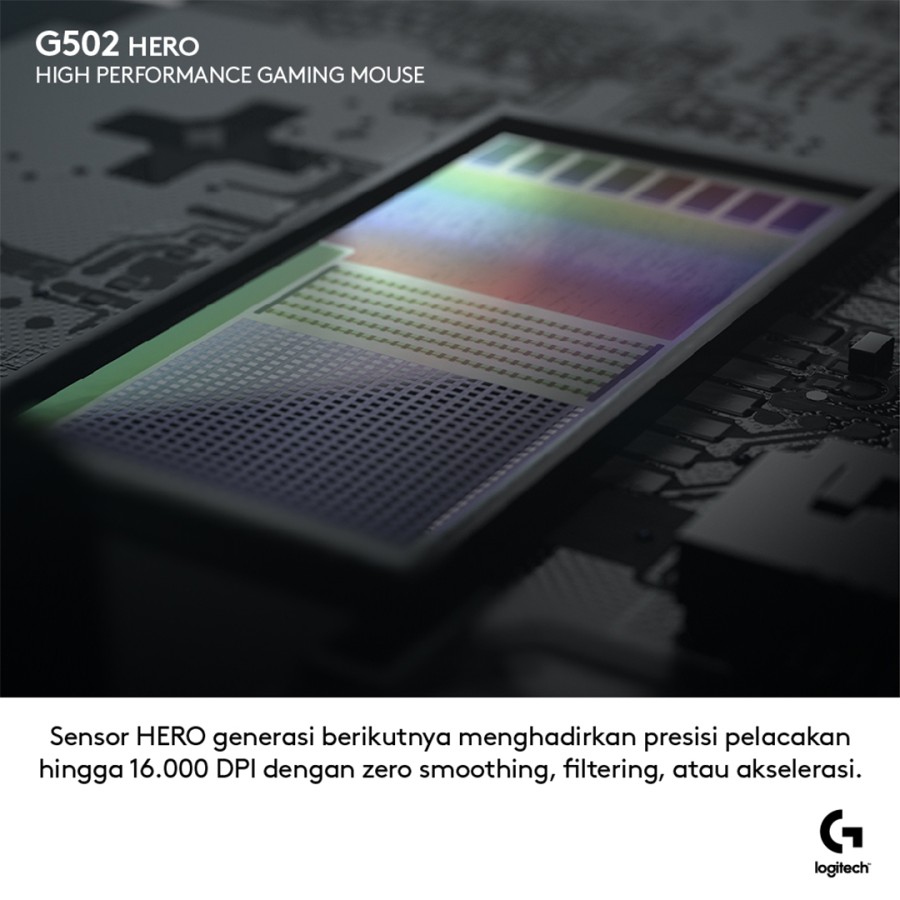 G502 HERO
HIGH PERFORMANCE GAMING MOUSE
Sensor HERO generasi berikutnya menghadirkan presisi pelacakan
hingga 16.000 DPI dengan zero smoothing, filtering, atau akselerasi.
logitech